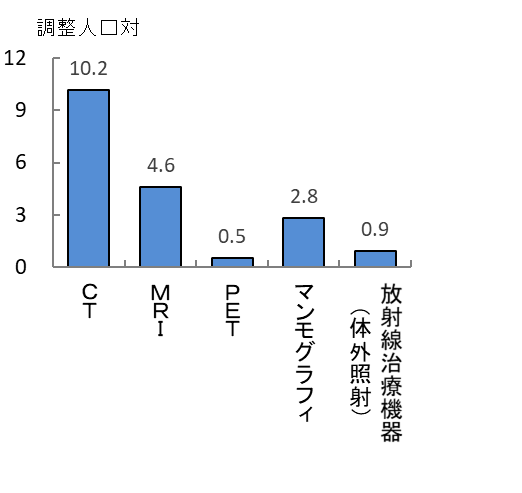 調整人口対
12
10.2
9
6
4.6
3
2.8
0.5
0.9
0
ＣＴ
ＭＲＩ
ＰＥＴ
マンモグラフィ
放射線治療機器
（体外照射）